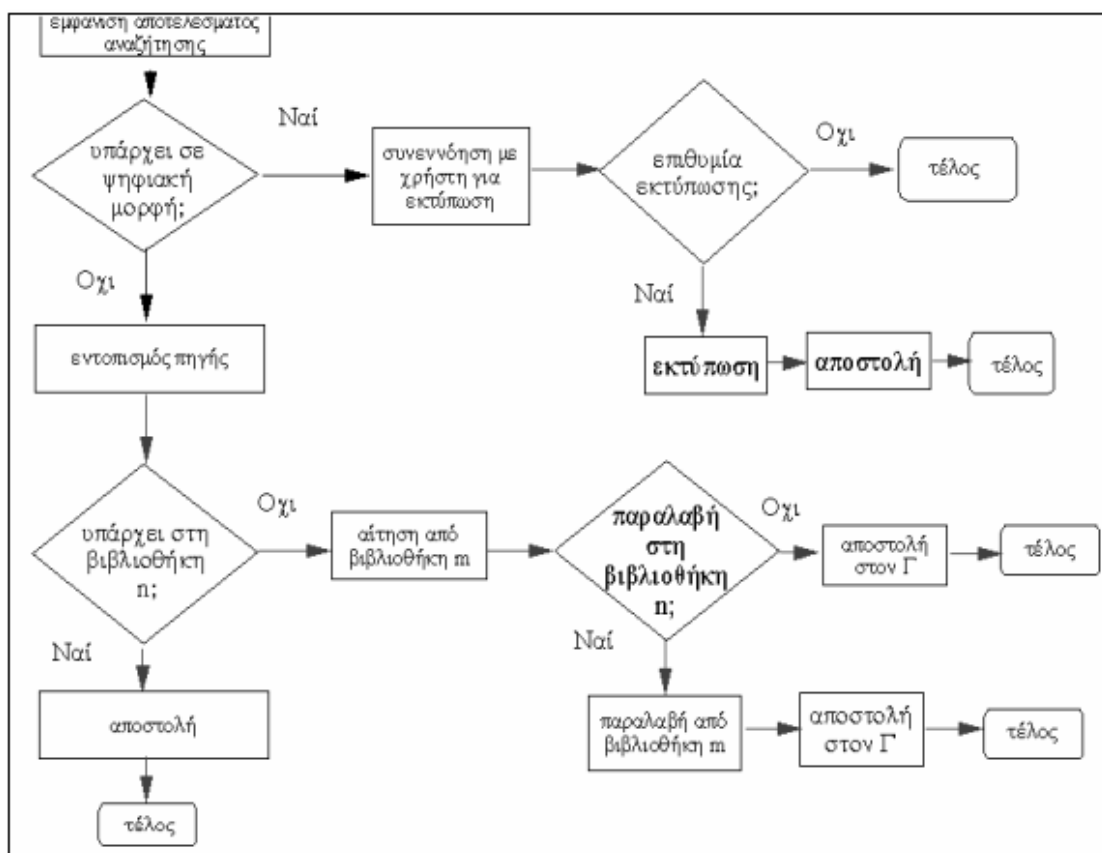 εμφάνιση αποτελέσματος
αναζήτησης
υπάρχει σε
ψηφιακή
μορφή;
Ναί
συνεννόηση με
χρήστη για
εκτύπωση
επιθυμία
εκτύπωσης;
Οχι
τέλος
Οχι
Ναί
εκτύπωση
αποστολή
τέλος
εντοπισμός πηγής
υπάρχει στη
βιβλιοθήκη
n;
Οχι
αίτηση από
βιβλιοθήκη m
παραλαβή
στη
βιβλιοθήκη
n;
Οχι
αποστολή
στον Γ
τέλος
Ναί
αποστολή
τέλος
Ναί
παραλαβή από
βιβλιοθήκη m
αποστολή
στον Γ
τέλος